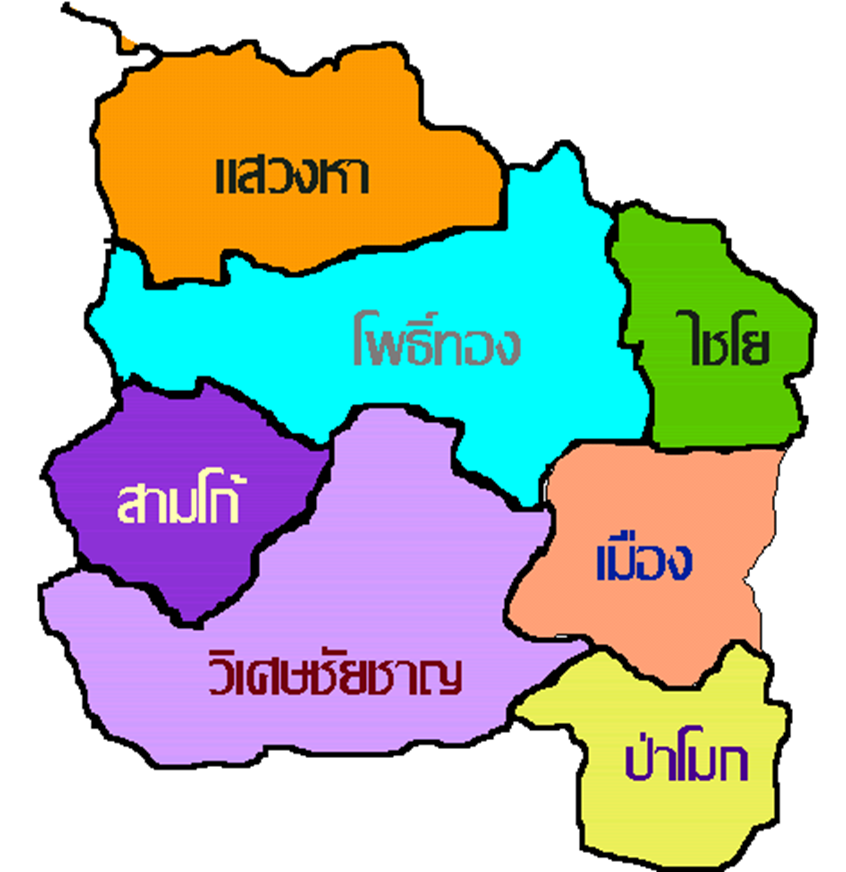 แสวงหา
โพธิ์ทอง
ไชโย
สามโก้
เมือง
วิเศษชัยชาญ
ป่าโมก